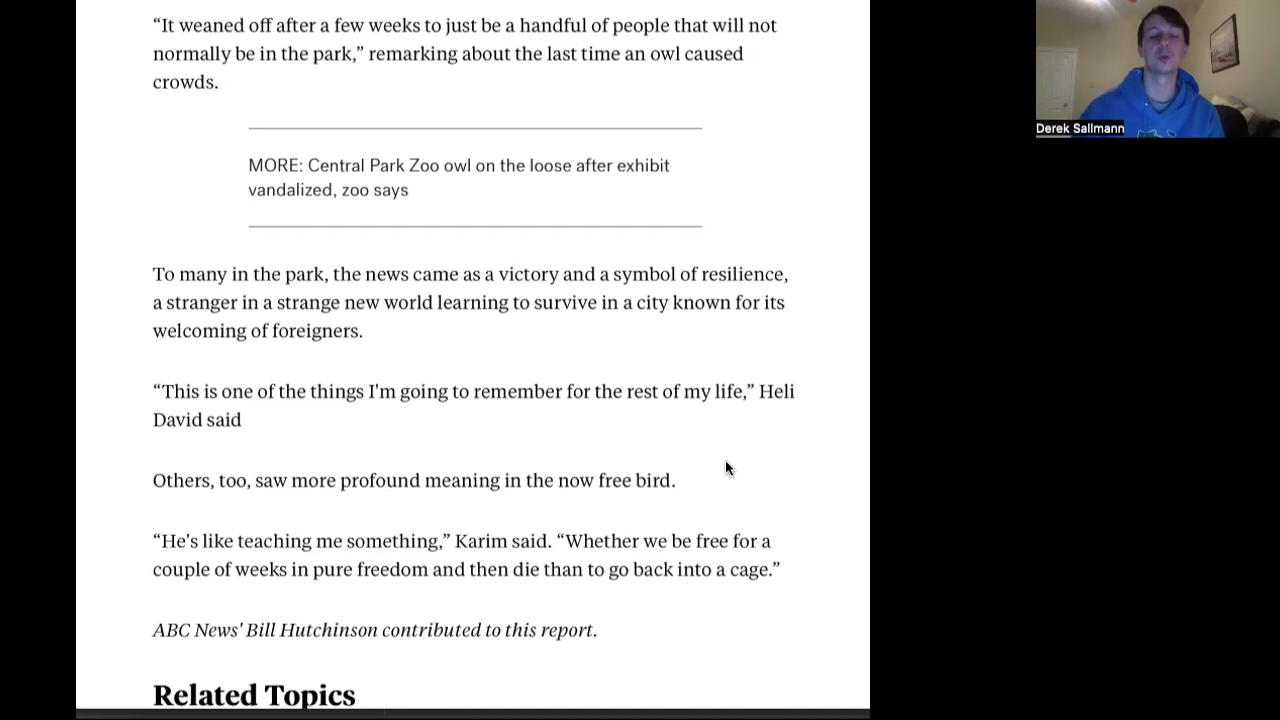 “It weaned off after a few weeks to just be a handful of people that will not
normally be in the park,” remarking about the last time an owl caused
crowds.
MORE: Central Park Zoo owl on the loose after exhibit
vandalized, zoo says
To many in the park, the news came as a victory and a symbol of resilience,
a stranger in a strange new world learning to survive in a city known for its
welcoming of foreigners.
“This is one of the things I'm going to remember for the rest of my life,” Heli
David said
Others, too, saw more profound meaning in the now free bird.
“He's like teaching me something,” Karim said. “Whether we be free for a
couple of weeks in pure freedom and then die than to go back into a cage.”
ABC News' Bill Hutchinson contributed to this report.
Related Topics
Derek Sallmann